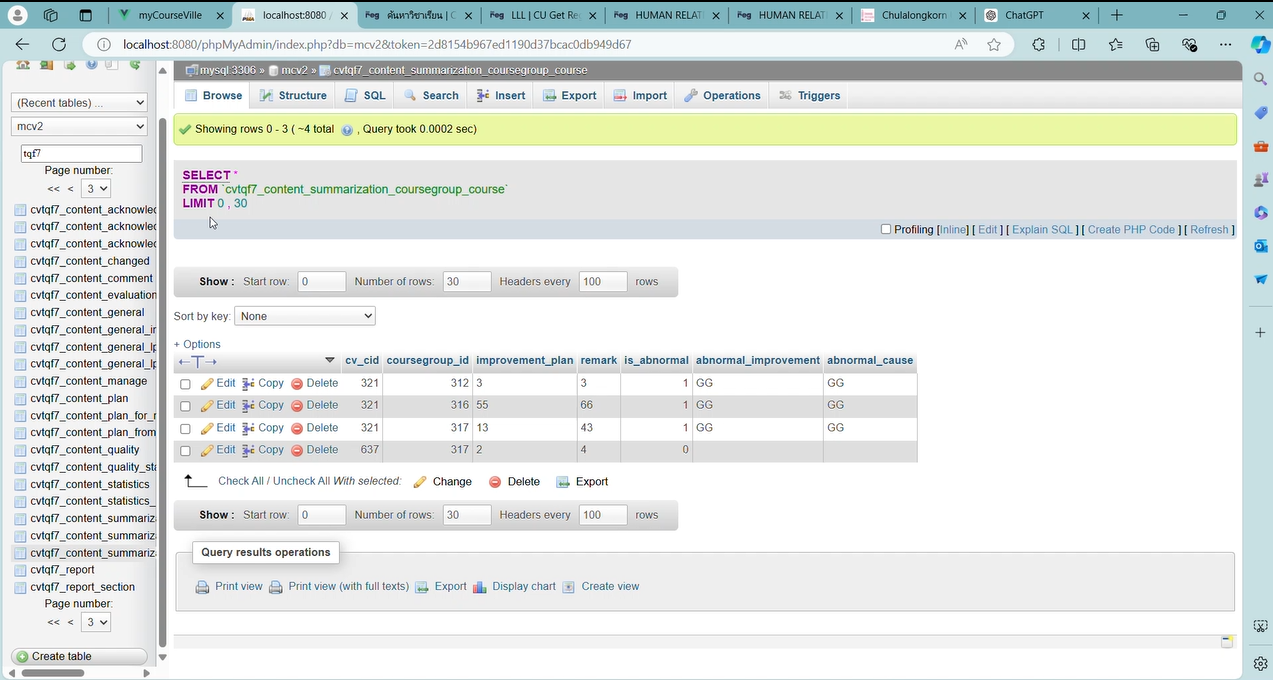 myCourseVille
localhost:8080
ค้นหาวิชาเรียน | C
LLL | CU Get Re
HUMAN RELAT
HUMAN RELAT
Chulalongkorn
ChatGPT
localhost:8080/phpMyAdmin/index.php?db=mcv2&token=2d8154b967ed1190d37bcac0db949d67
(Recent tables) ...
mcv2
tqf7
Page number:
<< < 3
cvtqf7_content_acknowled
cvtqf7_content_acknowled
cvtqf7_content_acknowled
cvtqf7_content_changed
cvtqf7_content_comment
cvtqf7_content_evaluation
cvtqf7_content_general
cvtqf7_content_general_ir
cvtqf7_content_general_lp
cvtqf7_content_general_lp
cvtqf7_content_manage
cvtqf7_content_plan
cvtqf7_content_plan_for_r
cvtqf7_content_plan_from
cvtqf7_content_quality
cvtqf7_content_quality_sta
cvtqf7_content_statistics
cvtqf7_content_statistics_
cvtqf7_content_summariz
cvtqf7_content_summariz
cvtqf7_content_summariz
cvtqf7_report
cvtqf7_report_section
Page number:
<< < 3
Create table
mysql 3306 » mcv2 » cvtqf7_content_summarization_coursegroup_course
Browse Structure SQL Search Insert Export Import Operations Triggers
Showing rows 0 - 3 ( ~4 total , Query took 0.0002 sec)
SELECT *
FROM `cvtqf7_content_summarization_coursegroup_course`
LIMIT 0 , 30
Profiling [Inline] [ Edit ] [ Explain SQL ] [ Create PHP Code ] [ Refresh ]
Show : Start row: 0 Number of rows: 30 Headers every 100 rows
Sort by key: None
+ Options
←T→ cv_cid coursegroup_id improvement_plan remark is_abnormal abnormal_improvement abnormal_cause
Edit Copy Delete 321 312 3 3 1 GG GG
Edit Copy Delete 321 316 55 66 1 GG GG
Edit Copy Delete 321 317 13 43 1 GG GG
Edit Copy Delete 637 317 2 4 0
Check All / Uncheck All With selected: Change Delete Export
Show : Start row: 0 Number of rows: 30 Headers every 100 rows
Query results operations
Print view Print view (with full texts) Export Display chart Create view